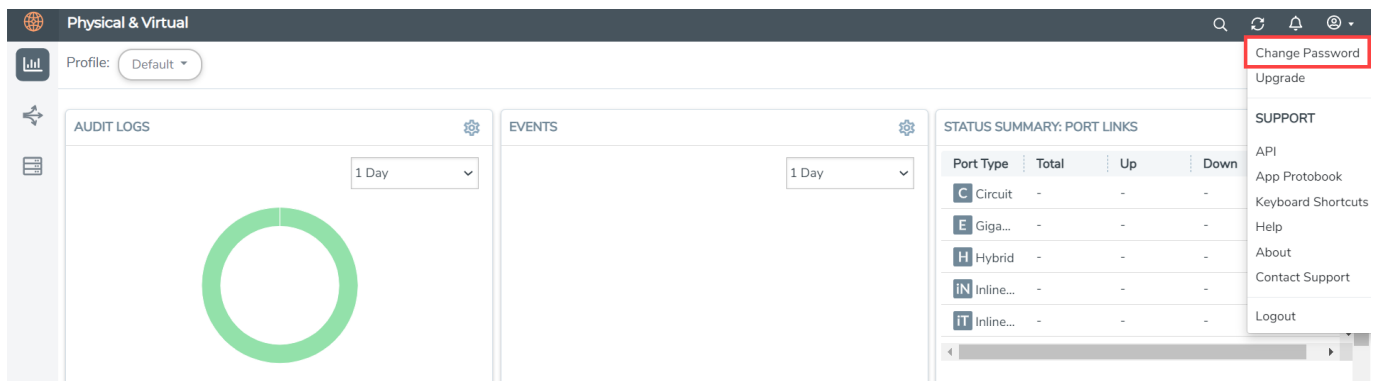 Physical & Virtual
Profile: Default
Change Password
Upgrade
SUPPORT
API
App Protobook
Keyboard Shortcuts
Help
About
Contact Support
Logout
AUDIT LOGS
1 Day
EVENTS
1 Day
STATUS SUMMARY: PORT LINKS
Port Type Total Up Down
C Circuit - - -
E Giga... - - -
H Hybrid - - -
iN Inline... - - -
iT Inline... - - -